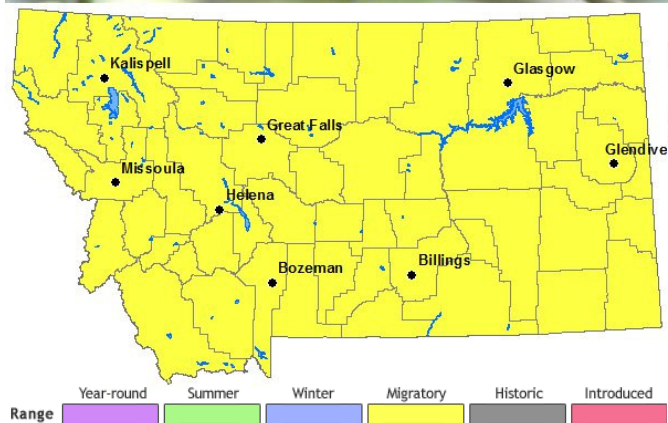 Kalispell
Glasgow
Great Falls
Glendive
Missoula
Helena
Billings
Bozeman
Year-round Summer Winter Migratory Historic Introduced
Range